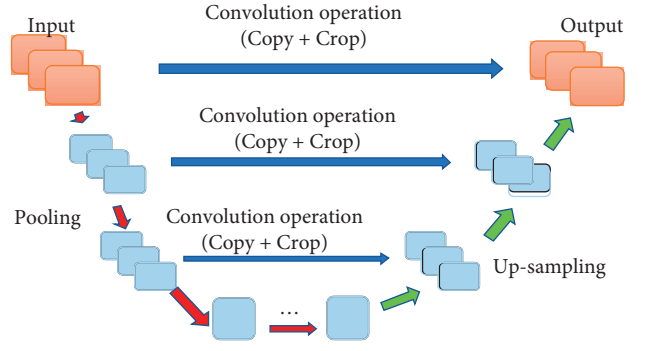 Input
Convolution operation
(Copy + Crop)
Output
Convolution operation
(Copy + Crop)
Pooling
Convolution operation
(Copy + Crop)
Up-sampling
...